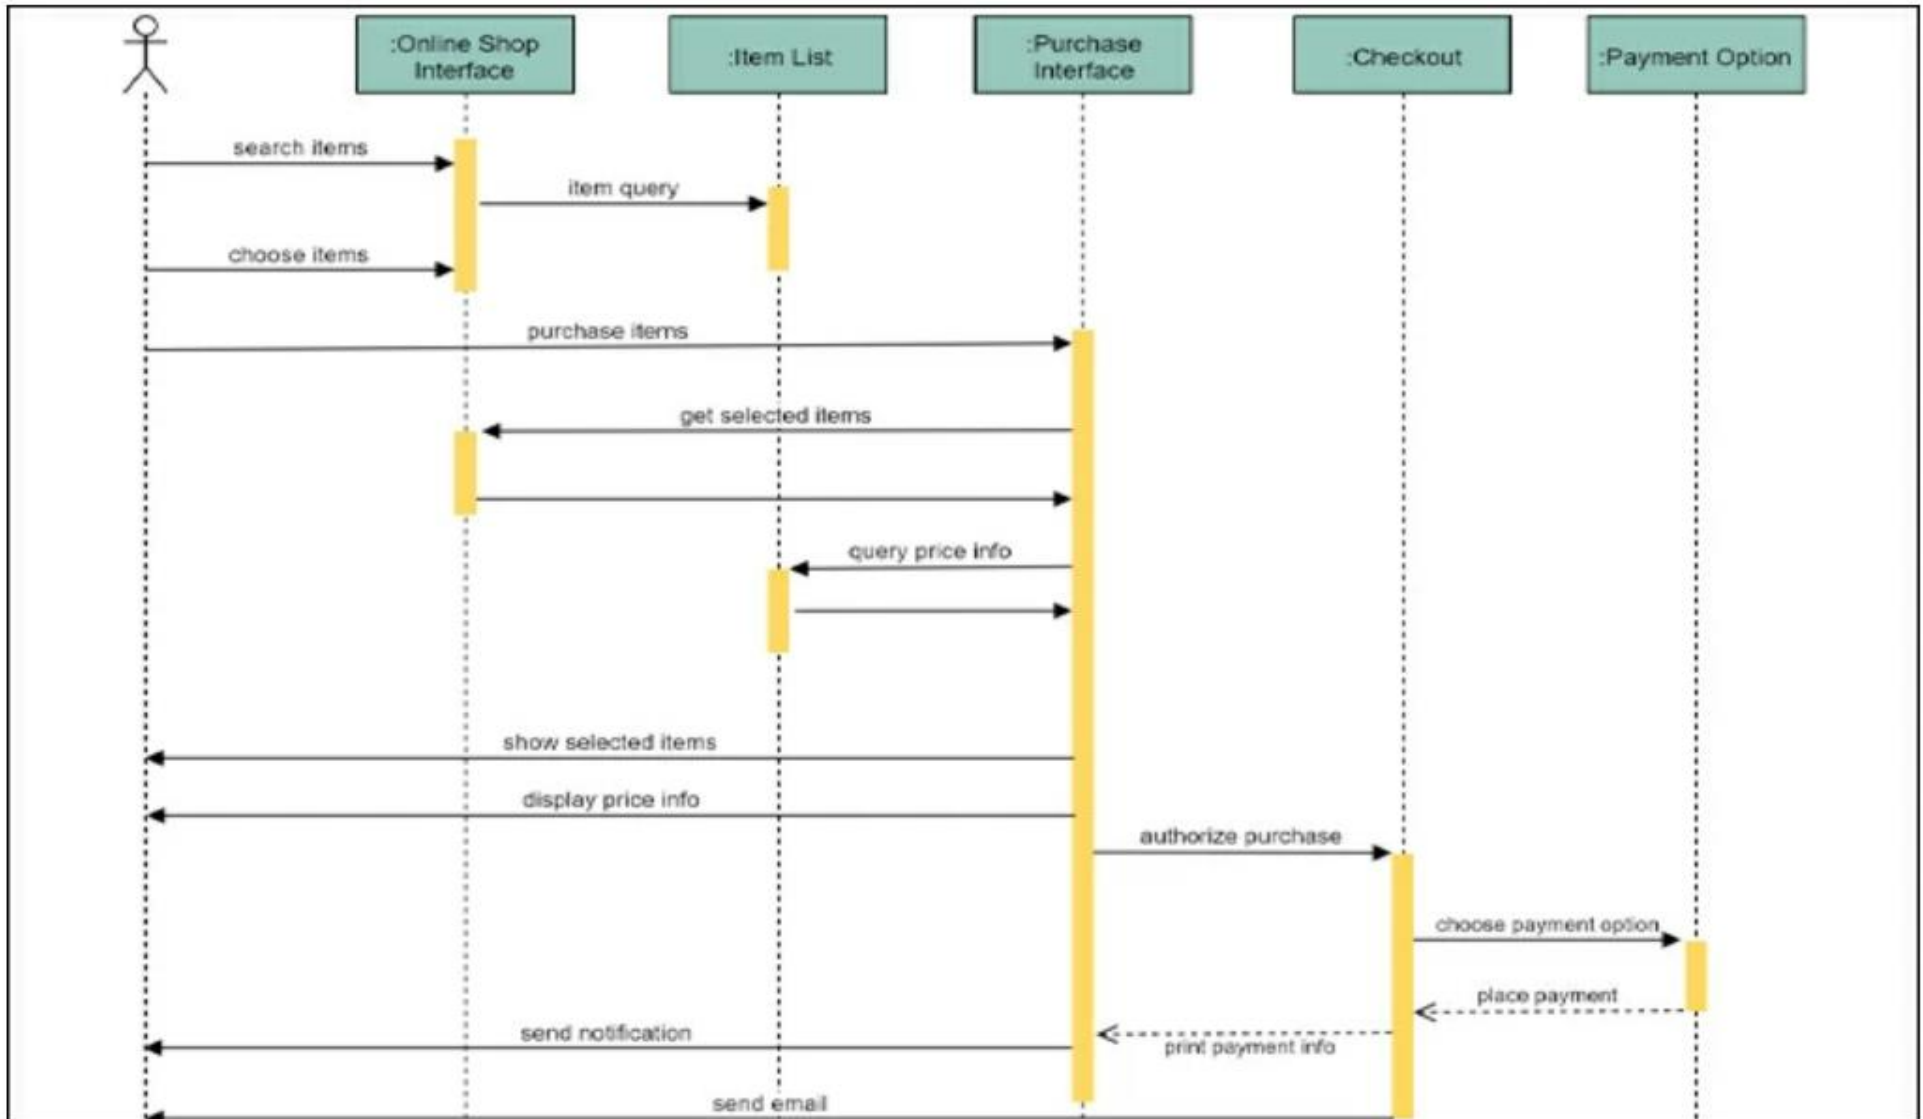 :Online Shop
Interface
:Item List
:Purchase
Interface
:Checkout
:Payment Option
search items
item query
choose items
purchase items
get selected items
query price info
show selected items
display price info
authorize purchase
choose payment option
place payment
send notification
print payment info
send email